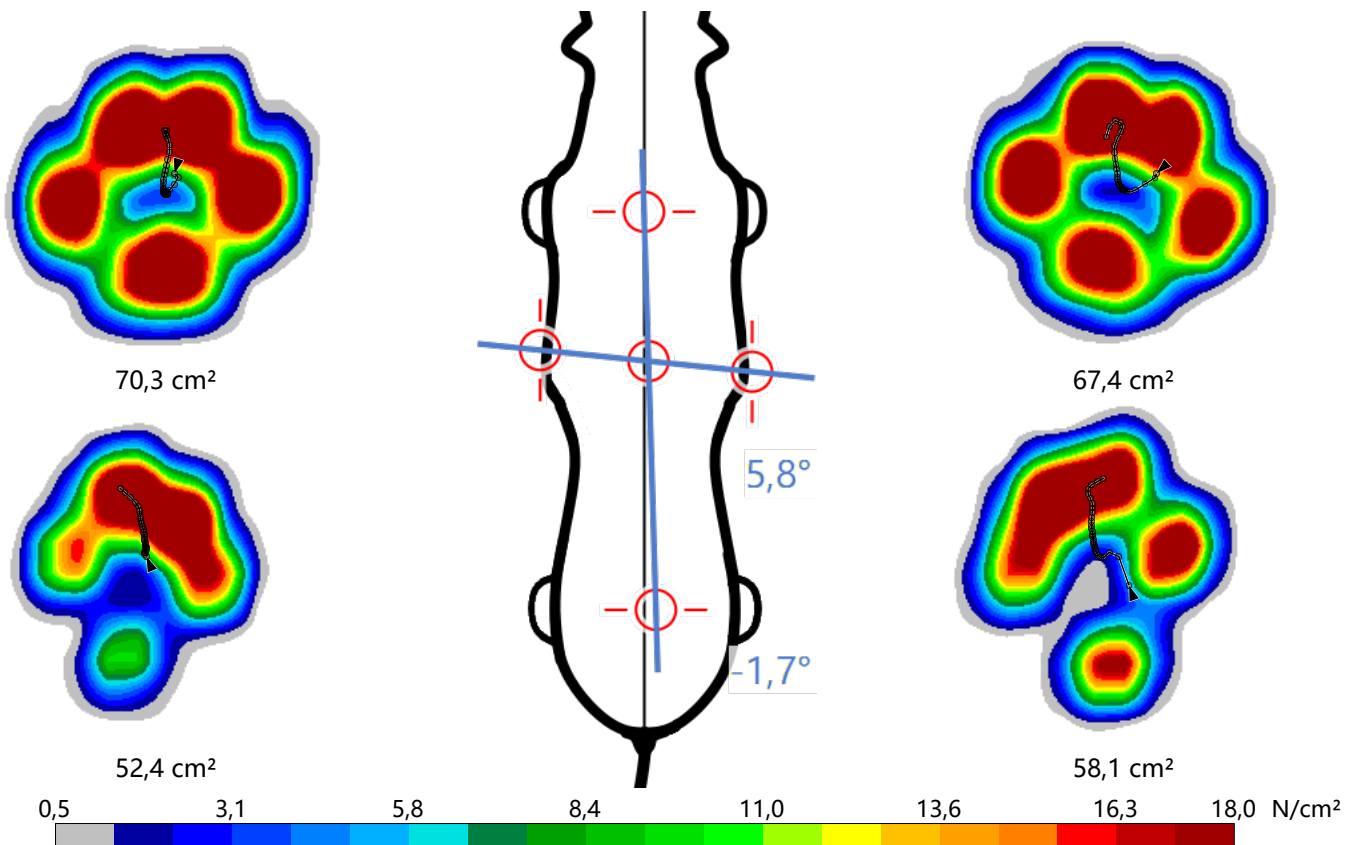 70,3 cm²
67,4 cm²
5,8°
-1,7°
52,4 cm²
58,1 cm²
0,5 3,1 5,8 8,4 11,0 13,6 16,3 18,0 N/cm²